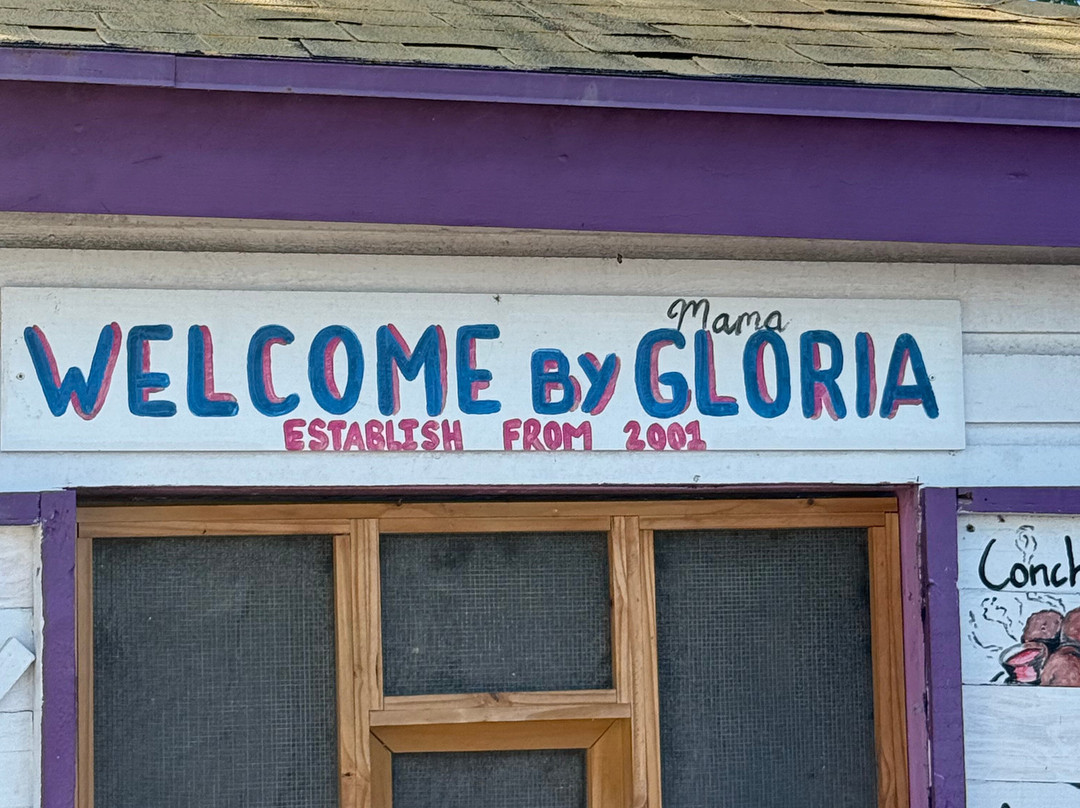 Mama
WELCOME BY GLORIA
ESTABLISH FROM 2001
Conch